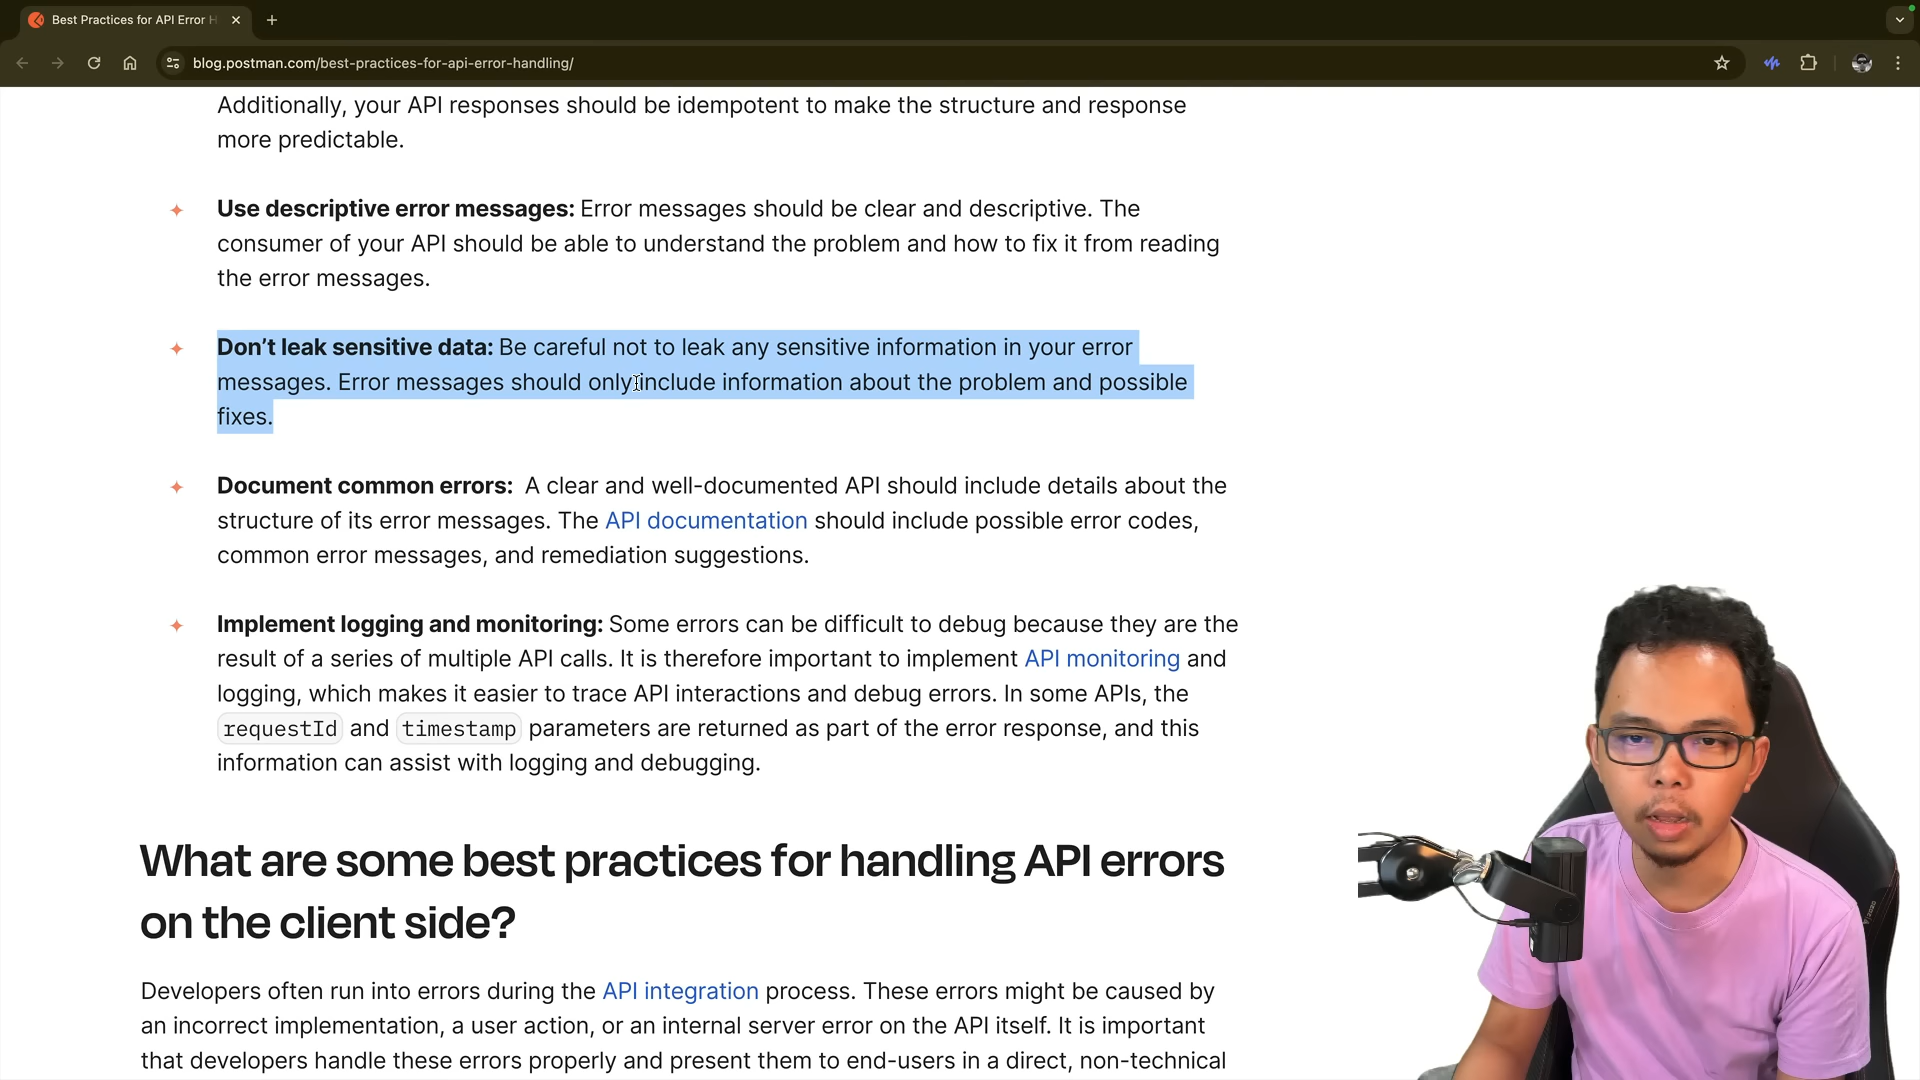 Best Practices for API Error H
blog.postman.com/best-practices-for-api-error-handling/
Additionally, your API responses should be idempotent to make the structure and response
more predictable.
Use descriptive error messages: Error messages should be clear and descriptive. The
consumer of your API should be able to understand the problem and how to fix it from reading
the error messages.
Don’t leak sensitive data: Be careful not to leak any sensitive information in your error
messages. Error messages should only include information about the problem and possible
fixes.
Document common errors: A clear and well-documented API should include details about the
structure of its error messages. The API documentation should include possible error codes,
common error messages, and remediation suggestions.
Implement logging and monitoring: Some errors can be difficult to debug because they are the
result of a series of multiple API calls. It is therefore important to implement API monitoring and
logging, which makes it easier to trace API interactions and debug errors. In some APIs, the
requestId and timestamp parameters are returned as part of the error response, and this
information can assist with logging and debugging.
What are some best practices for handling API errors
on the client side?
Developers often run into errors during the API integration process. These errors might be caused by
an incorrect implementation, a user action, or an internal server error on the API itself. It is important
that developers handle these errors properly and present them to end-users in a direct, non-technical